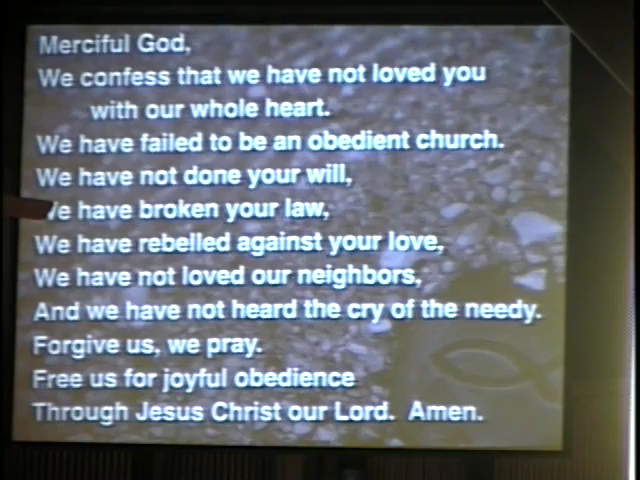 Merciful God,
We confess that we have not loved you
with our whole heart.
We have failed to be an obedient church.
We have not done your will,
We have broken your law,
We have rebelled against your love,
We have not loved our neighbors,
And we have not heard the cry of the needy.
Forgive us, we pray.
Free us for joyful obedience
Through Jesus Christ our Lord.  Amen.